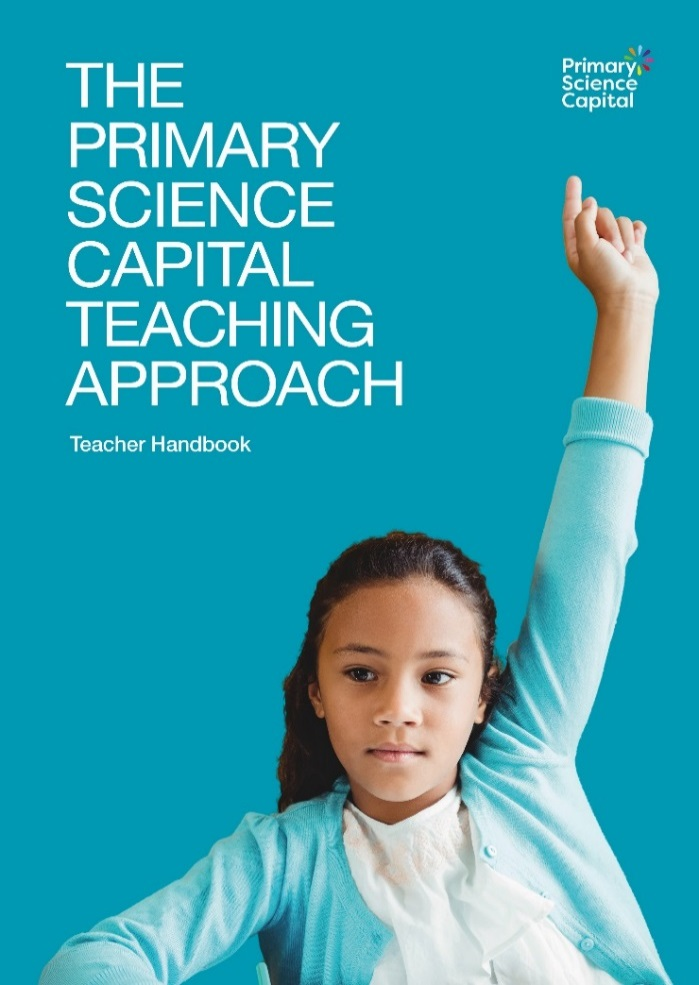 THE
PRIMARY
SCIENCE
CAPITAL
TEACHING
APPROACH
Teacher Handbook
Primary
Science
Capital